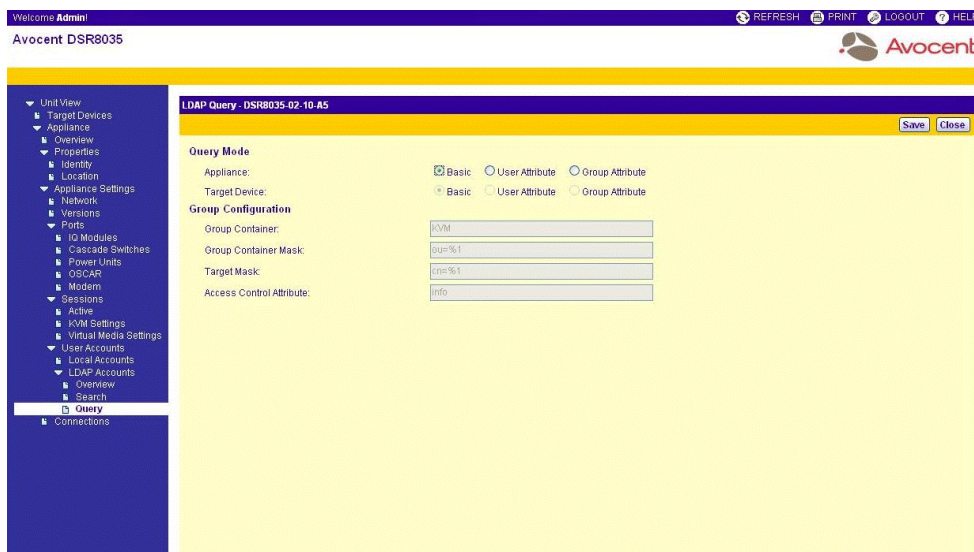 Welcome Admin!
REFRESH PRINT LOGOUT HEL
Avocent DSR8035
Avocent
Unit View
Target Devices
Appliance
Overview
Properties
Identity
Location
Appliance Settings
Network
Versions
Ports
IQ Modules
Cascade Switches
Power Units
OSCAR
Modem
Sessions
Active
KVM Settings
Virtual Media Settings
User Accounts
Local Accounts
LDAP Accounts
Overview
Search
Query
Connections
LDAP Query - DSR8035-02-10-A5
Save Close
Query Mode
Appliance: Basic User Attribute Group Attribute
Target Device: Basic User Attribute Group Attribute
Group Configuration
Group Container: KVM
Group Container Mask: ou=%1
Target Mask: cn=%1
Access Control Attribute: info